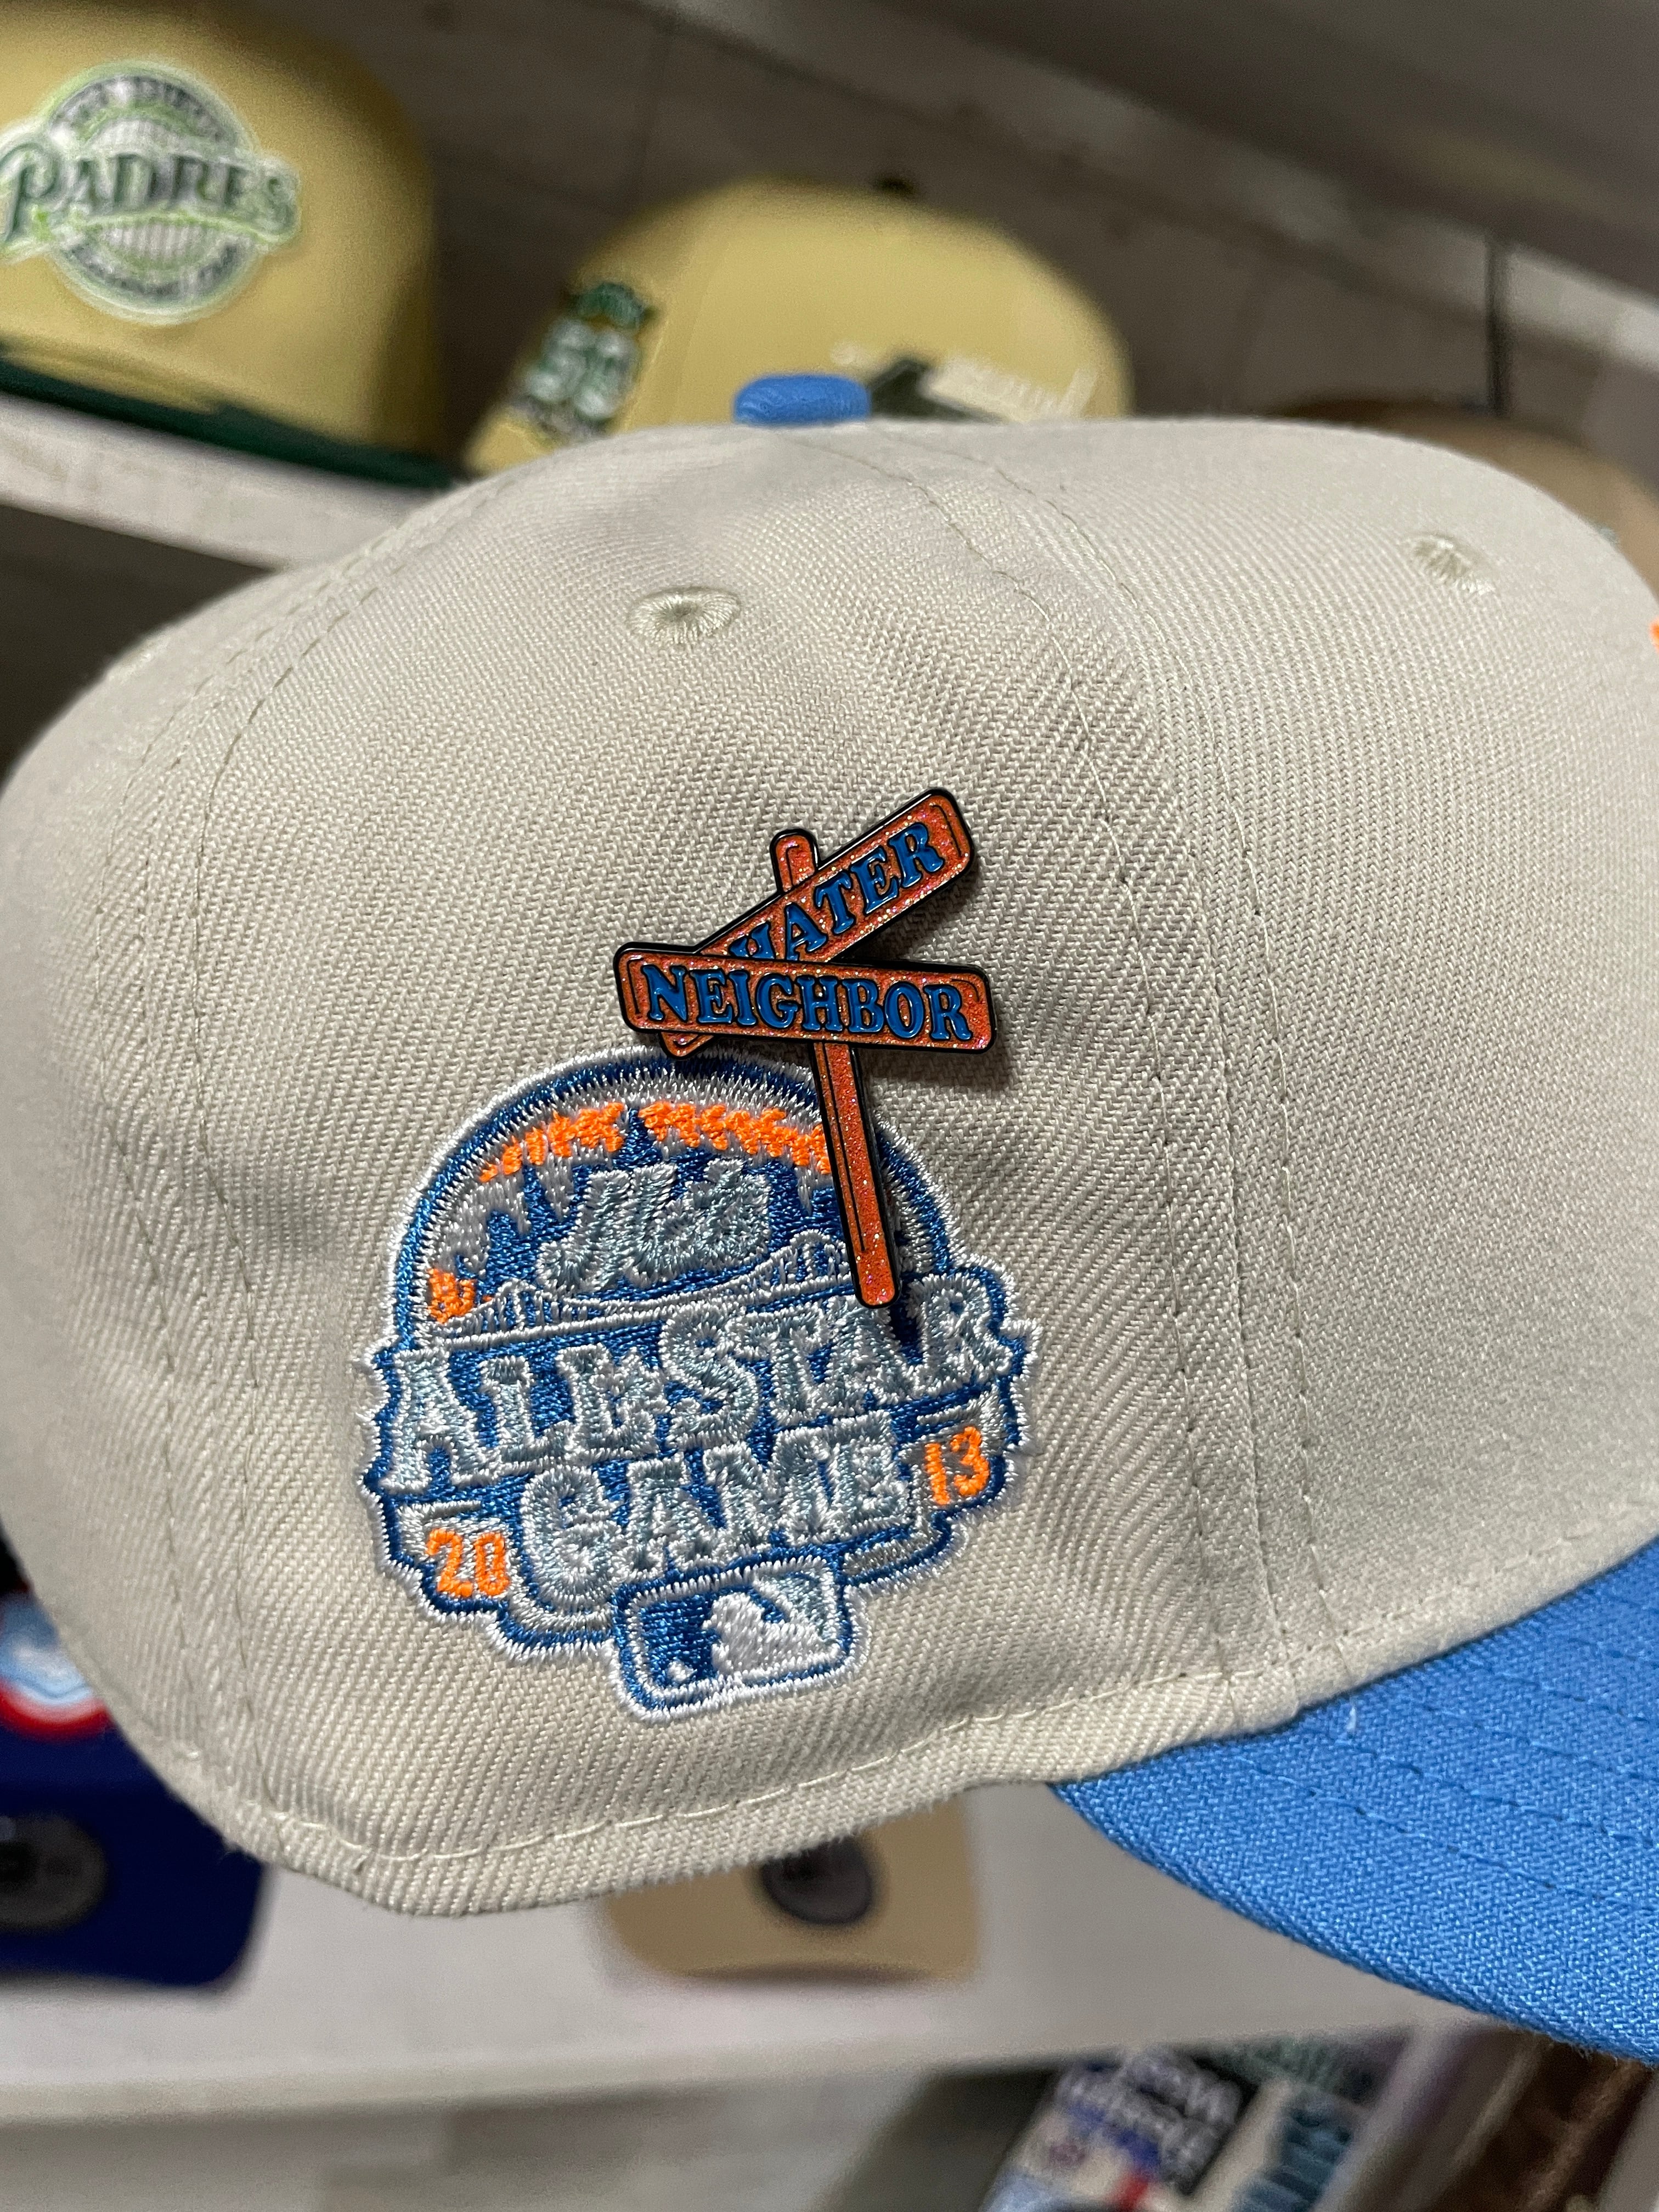 PADRES
HATER
NEIGHBOR
Mets
ALL★STAR
GAME
20
13